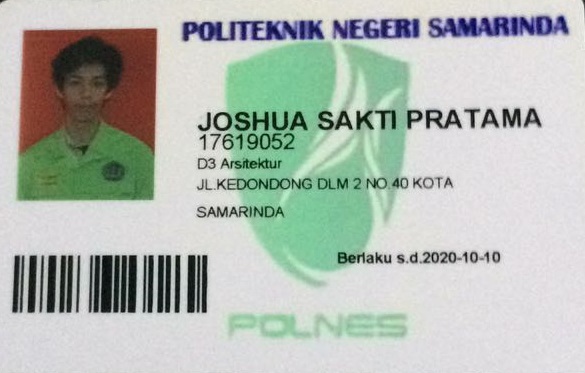 POLITEKNIK NEGERI SAMARINDA
JOSHUA SAKTI PRATAMA
17619052
D3 Arsitektur
JL.KEDONDONG DLM 2 NO.40 KOTA
SAMARINDA
Berlaku s.d.2020-10-10
POLNES